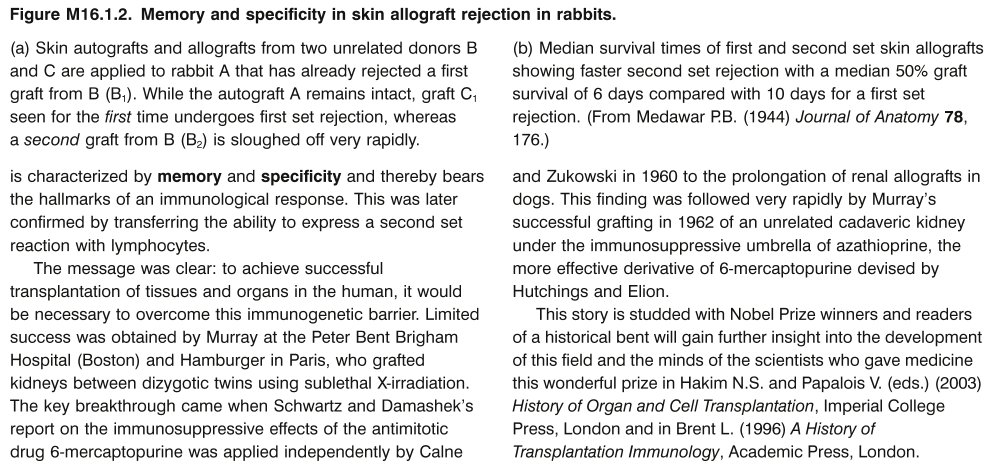 Figure M16.1.2. Memory and specificity in skin allograft rejection in rabbits.
(a) Skin autografts and allografts from two unrelated donors B
and C are applied to rabbit A that has already rejected a first
graft from B (B₁). While the autograft A remains intact, graft C₁
seen for the first time undergoes first set rejection, whereas
a second graft from B (B₂) is sloughed off very rapidly.
(b) Median survival times of first and second set skin allografts
showing faster second set rejection with a median 50% graft
survival of 6 days compared with 10 days for a first set
rejection. (From Medawar P.B. (1944) Journal of Anatomy 78,
176.)
is characterized by memory and specificity and thereby bears
the hallmarks of an immunological response. This was later
confirmed by transferring the ability to express a second set
reaction with lymphocytes.
The message was clear: to achieve successful
transplantation of tissues and organs in the human, it would
be necessary to overcome this immunogenetic barrier. Limited
success was obtained by Murray at the Peter Bent Brigham
Hospital (Boston) and Hamburger in Paris, who grafted
kidneys between dizygotic twins using sublethal X-irradiation.
The key breakthrough came when Schwartz and Damashek's
report on the immunosuppressive effects of the antimitotic
drug 6-mercaptopurine was applied independently by Calne
and Zukowski in 1960 to the prolongation of renal allografts in
dogs. This finding was followed very rapidly by Murray's
successful grafting in 1962 of an unrelated cadaveric kidney
under the immunosuppressive umbrella of azathioprine, the
more effective derivative of 6-mercaptopurine devised by
Hutchings and Elion.
This story is studded with Nobel Prize winners and readers
of a historical bent will gain further insight into the development
of this field and the minds of the scientists who gave medicine
this wonderful prize in Hakim N.S. and Papalois V. (eds.) (2003)
History of Organ and Cell Transplantation, Imperial College
Press, London and in Brent L. (1996) A History of
Transplantation Immunology, Academic Press, London.